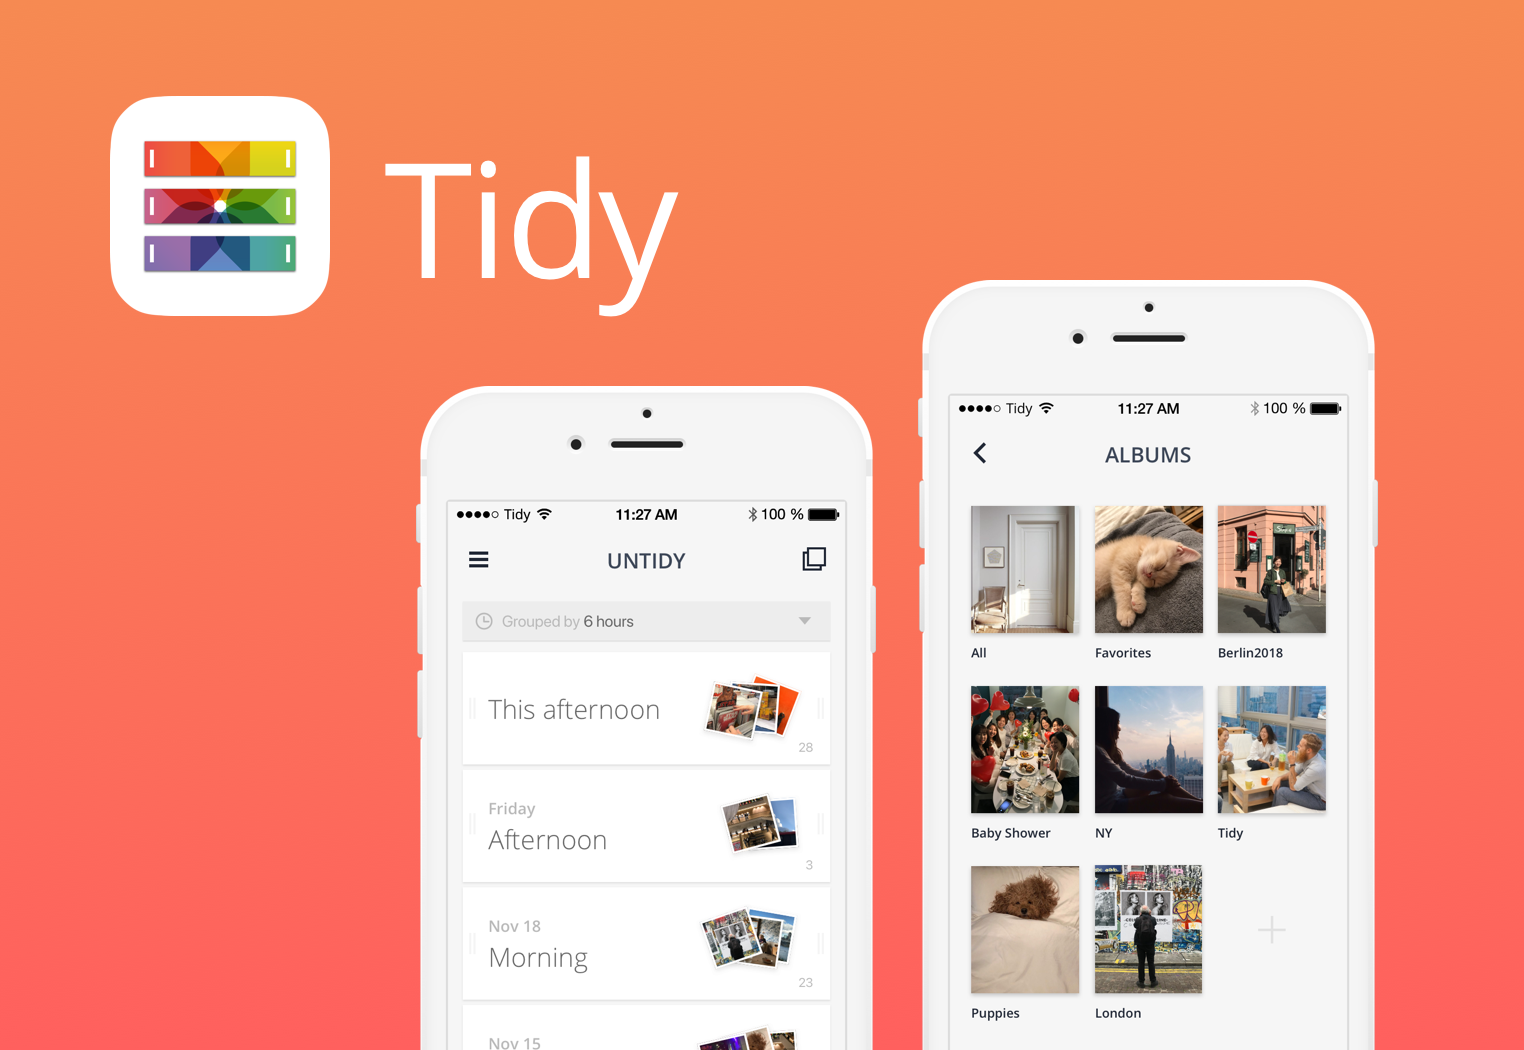 Tidy
Tidy 11:27 AM 100 %
UNTIDY
Grouped by 6 hours
This afternoon
28
Friday
Afternoon
3
Nov 18
Morning
23
Nov 15
Tidy 11:27 AM 100 %
ALBUMS
All Favorites Berlin2018
Baby Shower NY Tidy
Puppies London